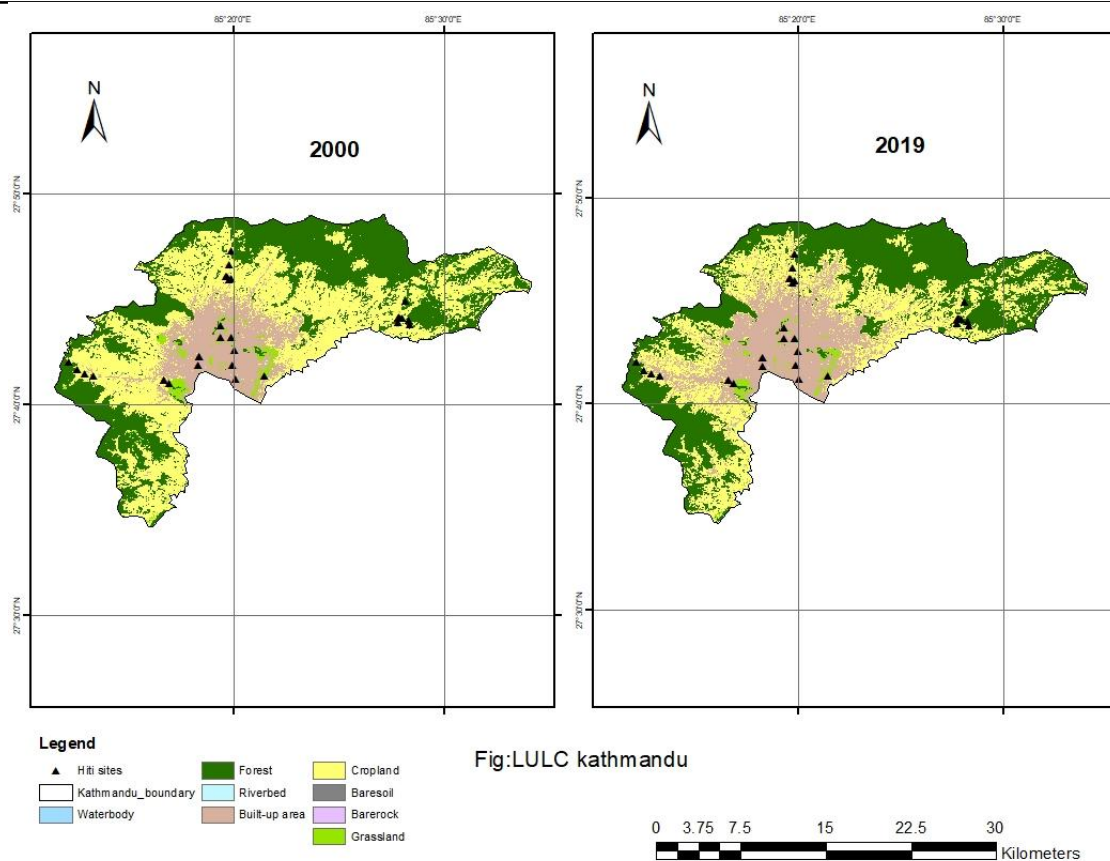 85°20'0"E 85°30'0"E 85°20'0"E 85°30'0"E
N N
2000 2019
27°50'0"N 27°50'0"N
27°40'0"N 27°40'0"N
27°30'0"N 27°30'0"N
Legend
Hiti sites Forest Cropland
Kathmandu_boundary Riverbed Baresoil
Waterbody Built-up area Barerock
Grassland
Fig:LULC kathmandu
0 3.75 7.5 15 22.5 30
Kilometers